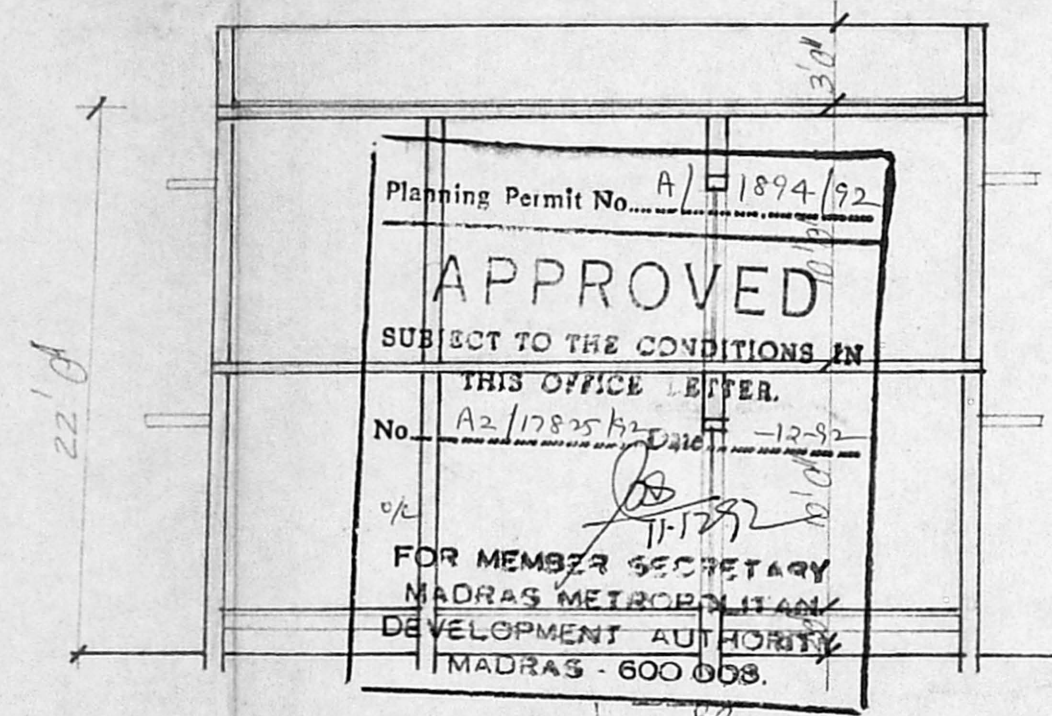 3'0"
Planning Permit No. A/ 1894/92
APPROVED
SUBJECT TO THE CONDITIONS IN
THIS OFFICE LETTER.
22'0"
No. A2/17825/92 Date -12-92
10'0"
o/c
11-12-92
FOR MEMBER SECRETARY
MADRAS METROPOLITAN
DEVELOPMENT AUTHORITY
MADRAS - 600 008.